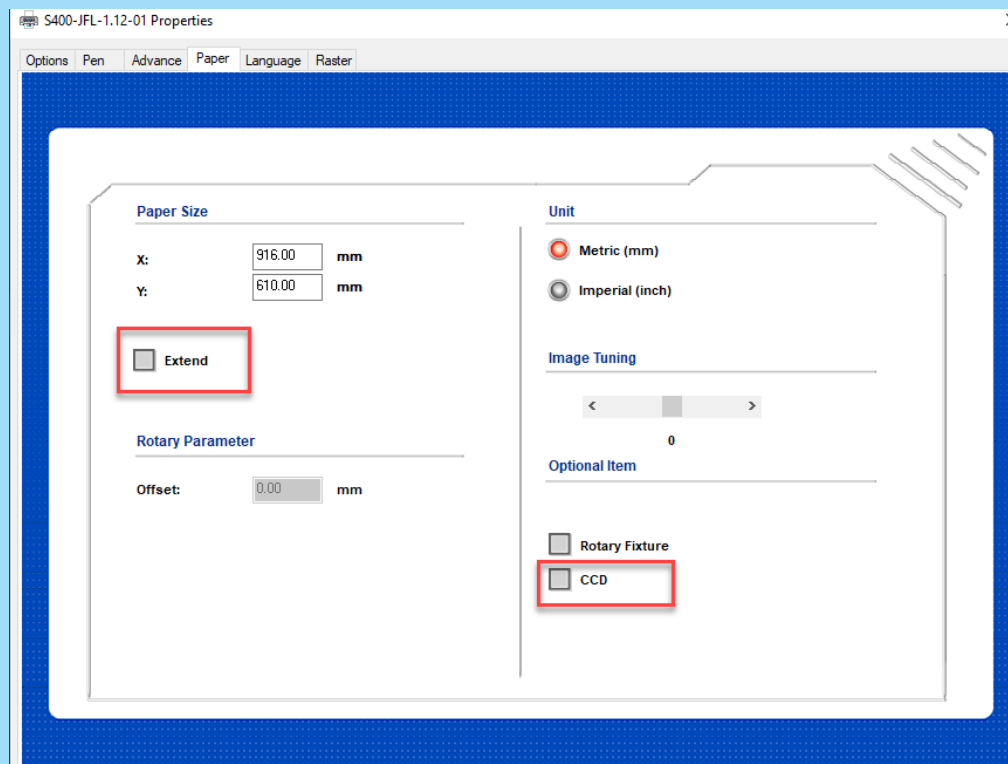 S400-JFL-1.12-01 Properties
Options Pen Advance Paper Language Raster
Paper Size
X: 916.00 mm
Y: 610.00 mm
Extend
Rotary Parameter
Offset: 0.00 mm
Unit
Metric (mm)
Imperial (inch)
Image Tuning
0
Optional Item
Rotary Fixture
CCD